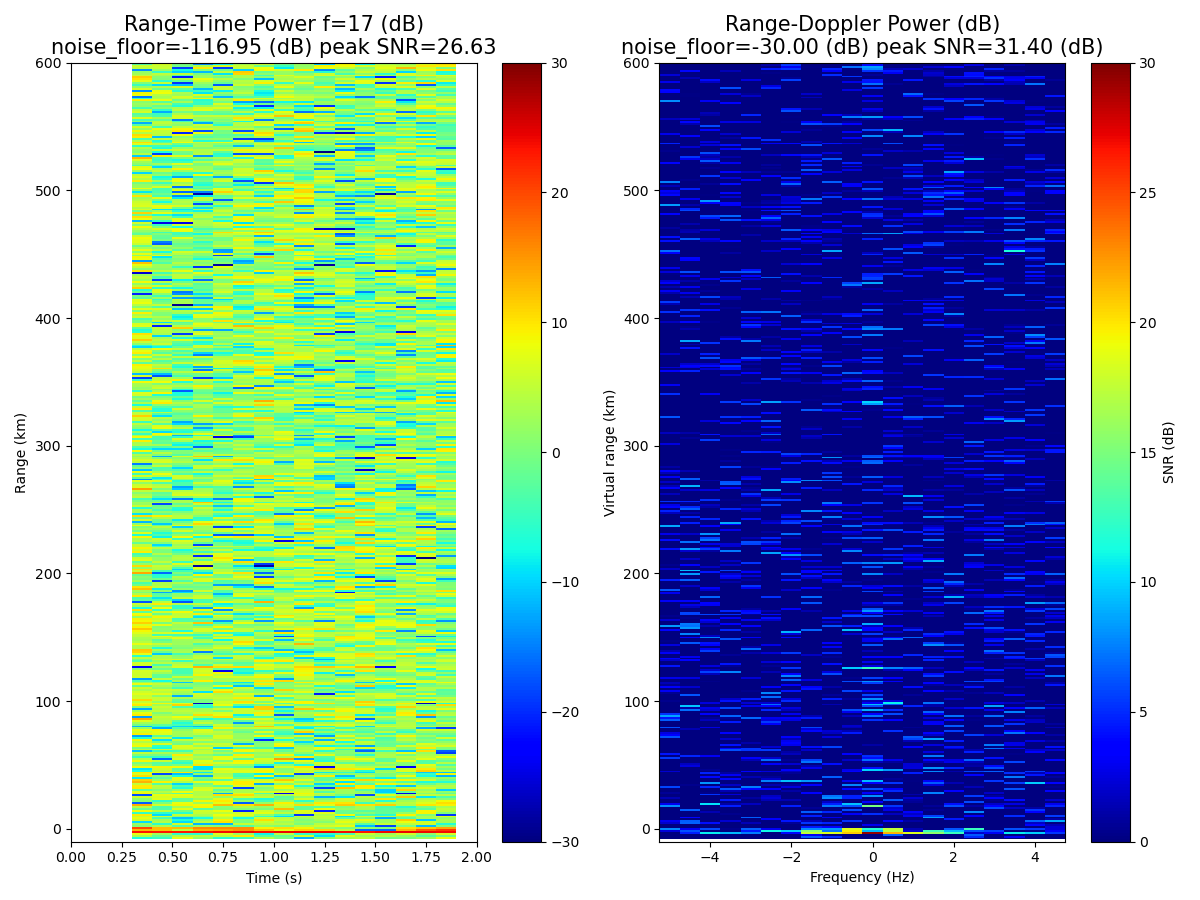 Range-Time Power f=17 (dB)
noise_floor=-116.95 (dB) peak SNR=26.63
Range (km)
600
500
400
300
200
100
0
0.00 0.25 0.50 0.75 1.00 1.25 1.50 1.75 2.00
Time (s)
30
20
10
0
−10
−20
−30
Range-Doppler Power (dB)
noise_floor=-30.00 (dB) peak SNR=31.40 (dB)
Virtual range (km)
600
500
400
300
200
100
0
−4 −2 0 2 4
Frequency (Hz)
30
25
20
15
10
5
0
SNR (dB)